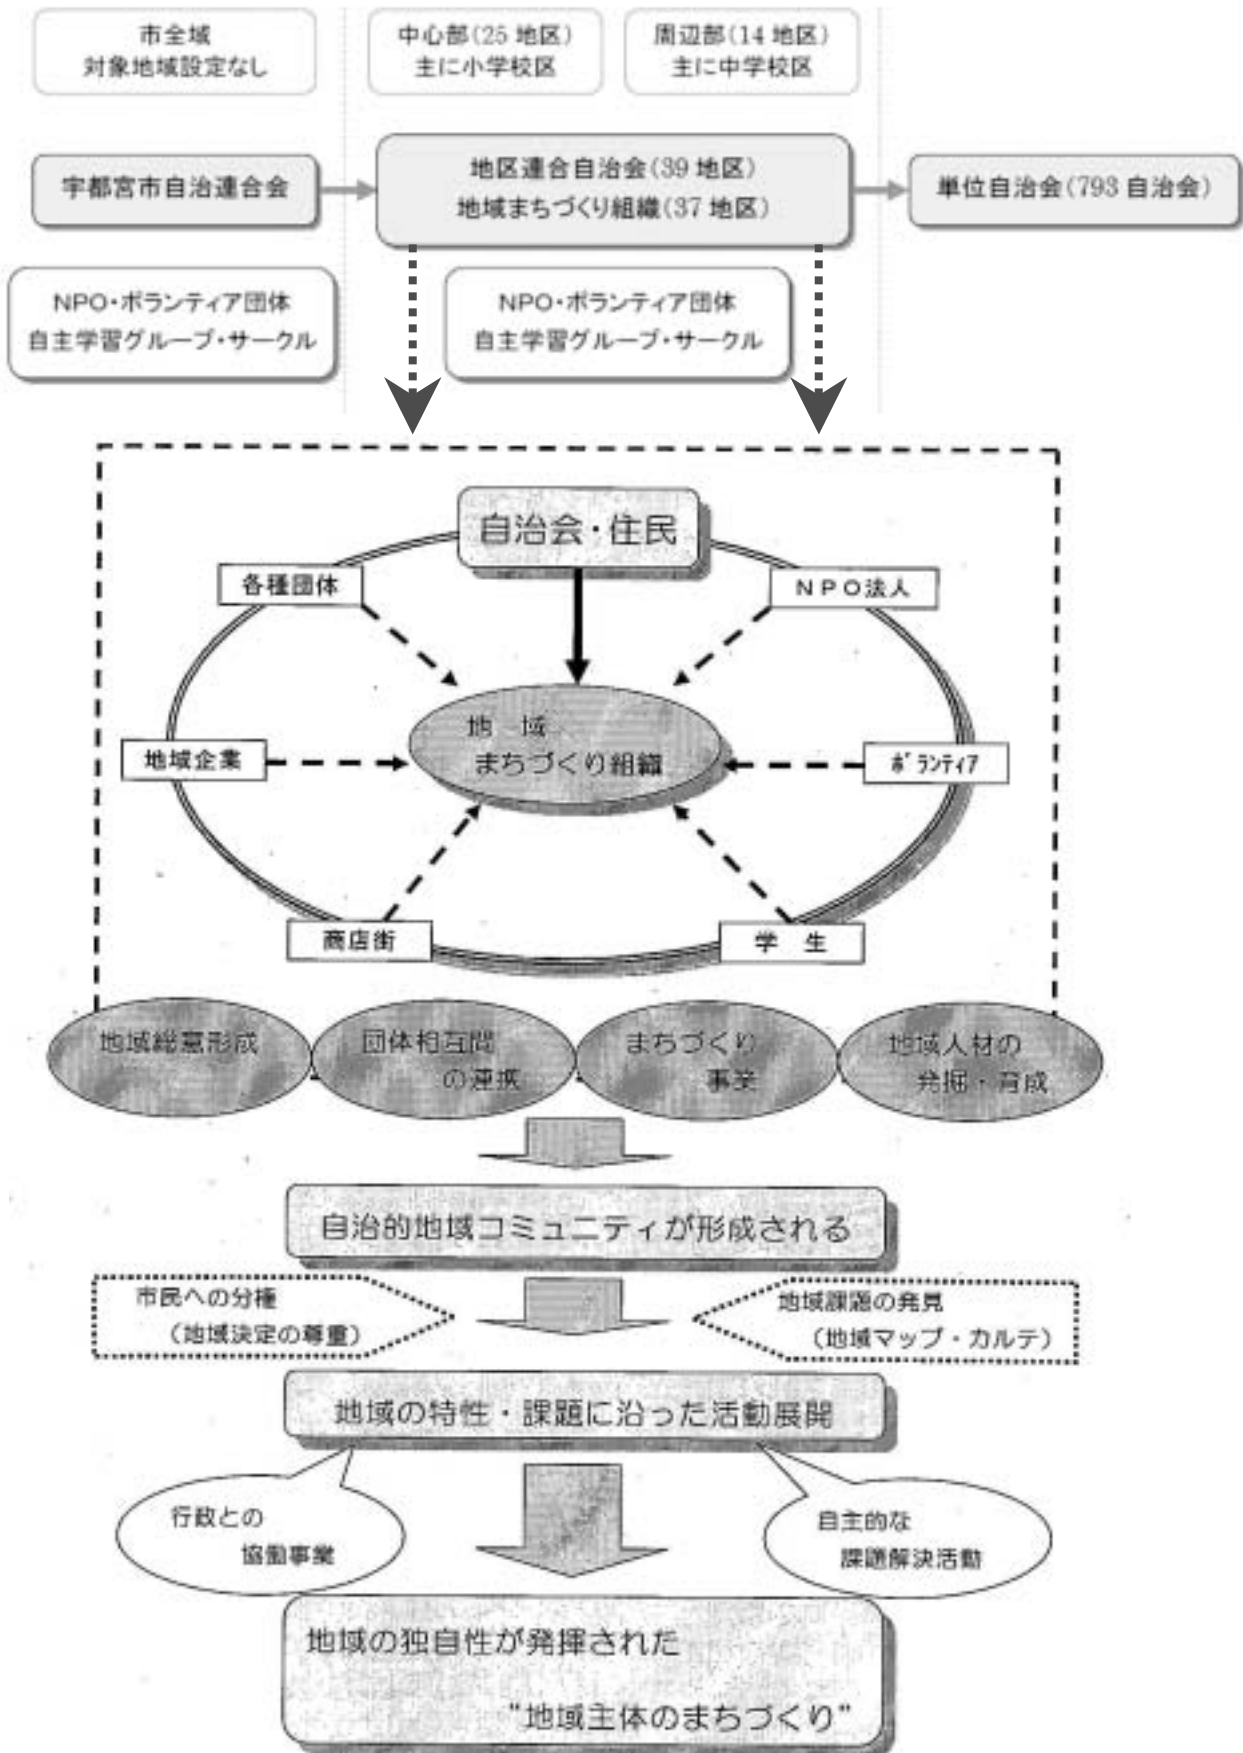 市全域
対象地域設定なし
中心部(25 地区)
主に小学校区
周辺部(14 地区)
主に中学校区
宇都宮市自治連合会
地区連合自治会(39 地区)
地域まちづくり組織(37 地区)
単位自治会(793 自治会)
NPO・ボランティア団体
自主学習グループ・サークル
NPO・ボランティア団体
自主学習グループ・サークル
自治会・住民
各種団体
NPO法人
地 域
まちづくり組織
地域企業
ボランティア
商店街
学 生
地域総意形成
団体相互間
の連携
まちづくり
事業
地域人材の
発掘・育成
自治的地域コミュニティが形成される
市民への分権
(地域決定の尊重)
地域課題の発見
(地域マップ・カルテ)
地域の特性・課題に沿った活動展開
行政との
協働事業
自主的な
課題解決活動
地域の独自性が発揮された
"地域主体のまちづくり"